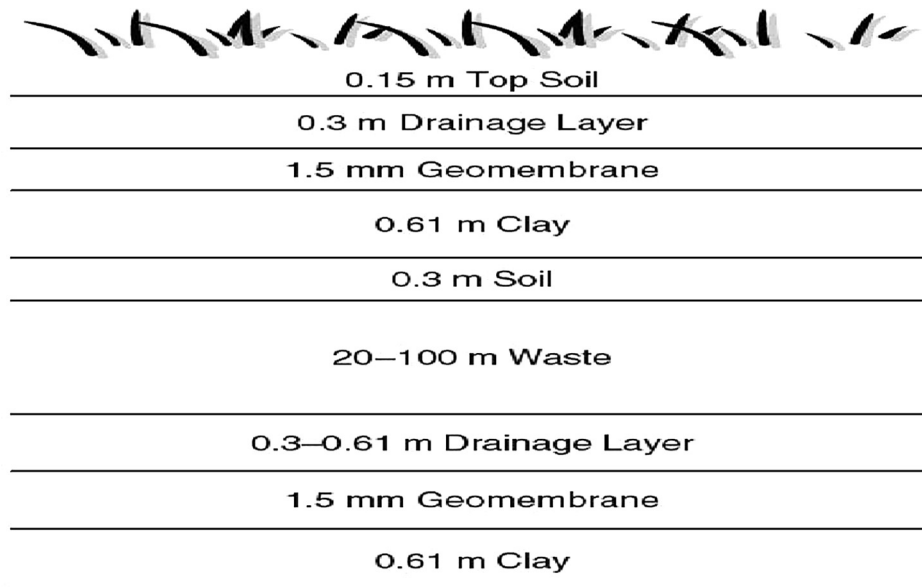 0.15 m Top Soil
0.3 m Drainage Layer
1.5 mm Geomembrane
0.61 m Clay
0.3 m Soil
20–100 m Waste
0.3–0.61 m Drainage Layer
1.5 mm Geomembrane
0.61 m Clay